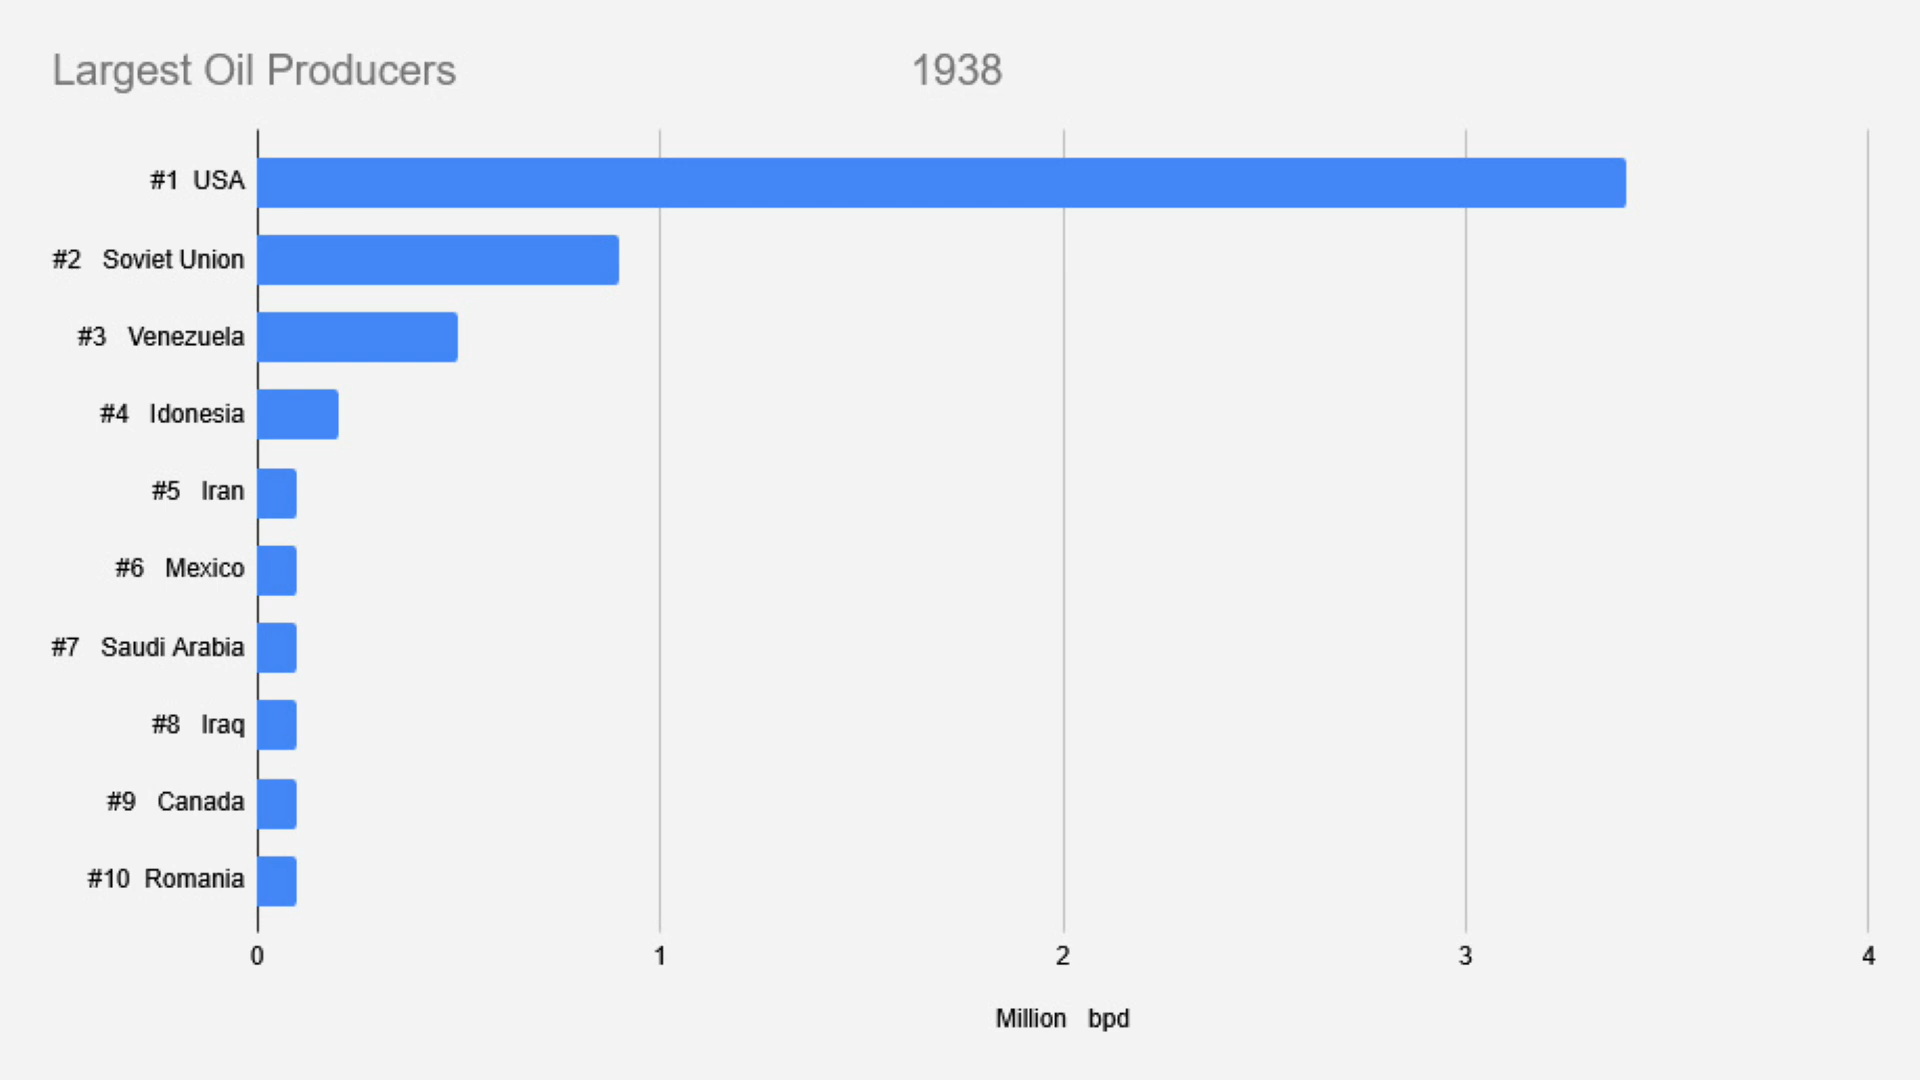 Largest Oil Producers
1938
#1 USA
#2 Soviet Union
#3 Venezuela
#4 Idonesia
#5 Iran
#6 Mexico
#7 Saudi Arabia
#8 Iraq
#9 Canada
#10 Romania
0 1 2 3 4
Million bpd